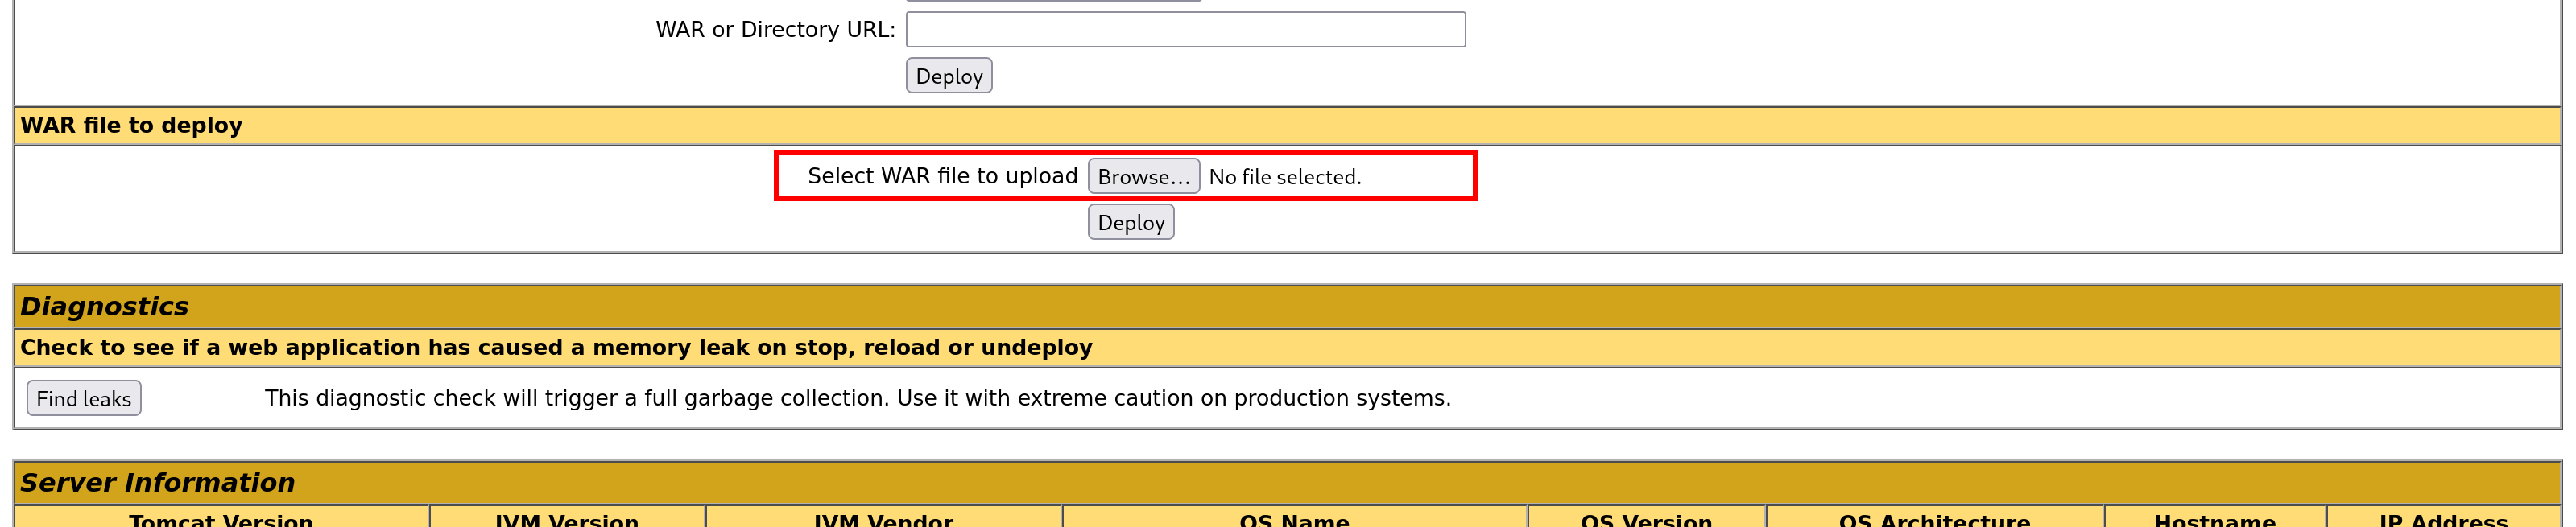 WAR or Directory URL:
Deploy
WAR file to deploy
Select WAR file to upload Browse... No file selected.
Deploy
Diagnostics
Check to see if a web application has caused a memory leak on stop, reload or undeploy
Find leaks This diagnostic check will trigger a full garbage collection. Use it with extreme caution on production systems.
Server Information
Tomcat Version JVM Version JVM Vendor OS Name OS Version OS Architecture Hostname IP Address